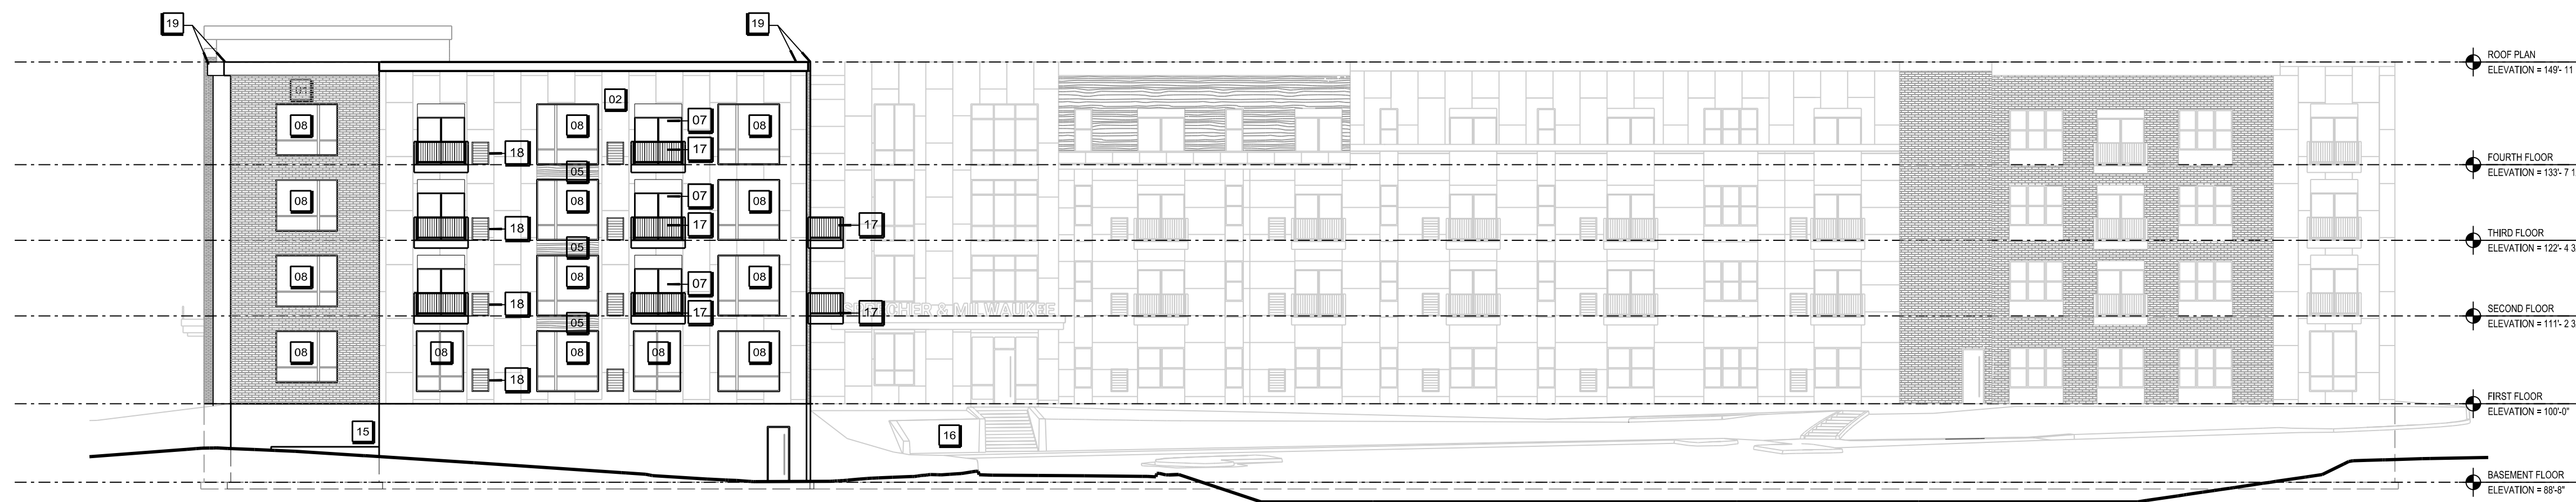 19
19
ROOF PLAN
ELEVATION = 149'- 11
01
02
08
08
07
08
17
18
FOURTH FLOOR
ELEVATION = 133'- 7 1
05
08
08
07
08
17
17
18
THIRD FLOOR
ELEVATION = 122'- 4 3
05
08
08
07
08
18
& MILWAUKEE
17
17
SECOND FLOOR
ELEVATION = 111'- 2 3
05
08
08
08
08
08
18
FIRST FLOOR
ELEVATION = 100'-0"
15
16
BASEMENT FLOOR
ELEVATION = 88'-8"